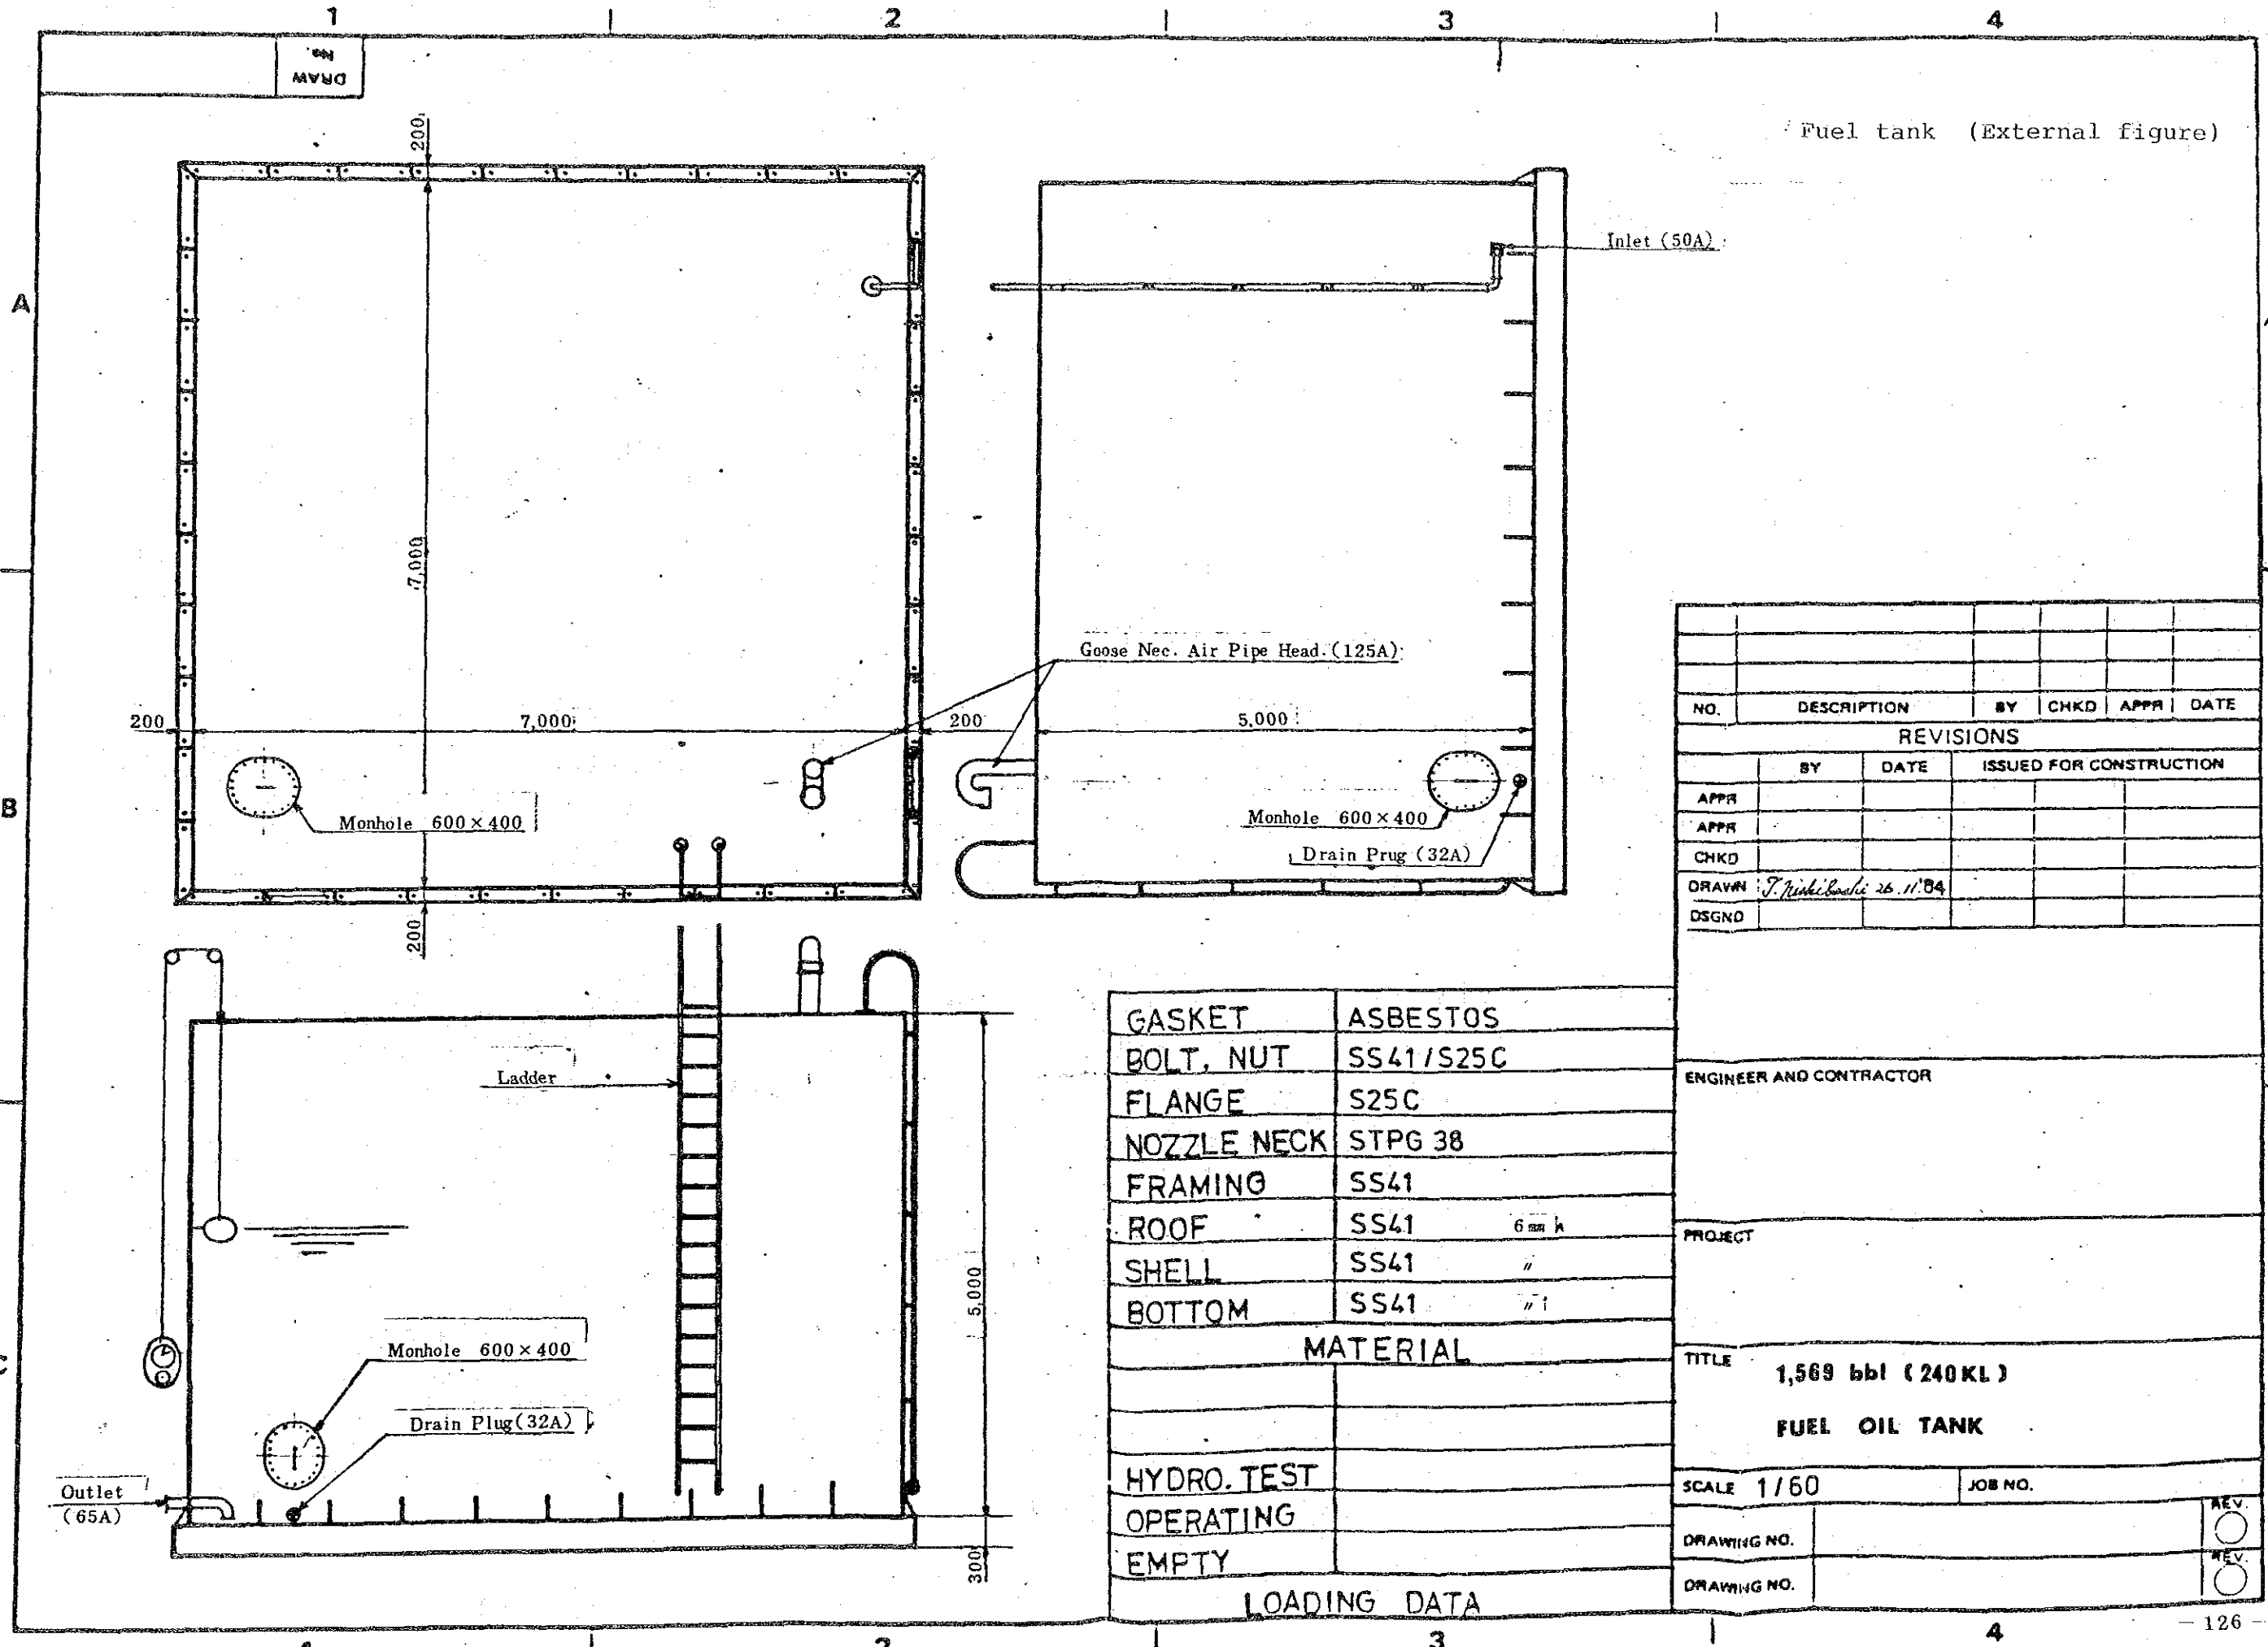 1 2 3 4
DRAW No.
Fuel tank (External figure)
200
Inlet (50A)
A
7,000
Goose Nec. Air Pipe Head. (125A)
200 7,000 200 5,000
B
Monhole 600×400
Monhole 600×400
Drain Prug (32A)
200
NO. DESCRIPTION BY CHKD APPR DATE
REVISIONS
BY DATE ISSUED FOR CONSTRUCTION
APPR
APPR
CHKD
DRAWN T. Nishibashi 26.11.'84
DSGND
Ladder
5,000
Monhole 600×400
Drain Plug(32A)
Outlet
(65A)
300
GASKET ASBESTOS
BOLT, NUT SS41/S25C
FLANGE S25C
NOZZLE NECK STPG 38
FRAMING SS41
ROOF SS41 6 mm
SHELL SS41 〃
BOTTOM SS41 〃
MATERIAL
HYDRO. TEST
OPERATING
EMPTY
LOADING DATA
ENGINEER AND CONTRACTOR
PROJECT
TITLE 1,569 bbl (240KL)
FUEL OIL TANK
SCALE 1/60 JOB NO.
DRAWING NO. REV.
DRAWING NO. REV.
2 3 4
- 126 -